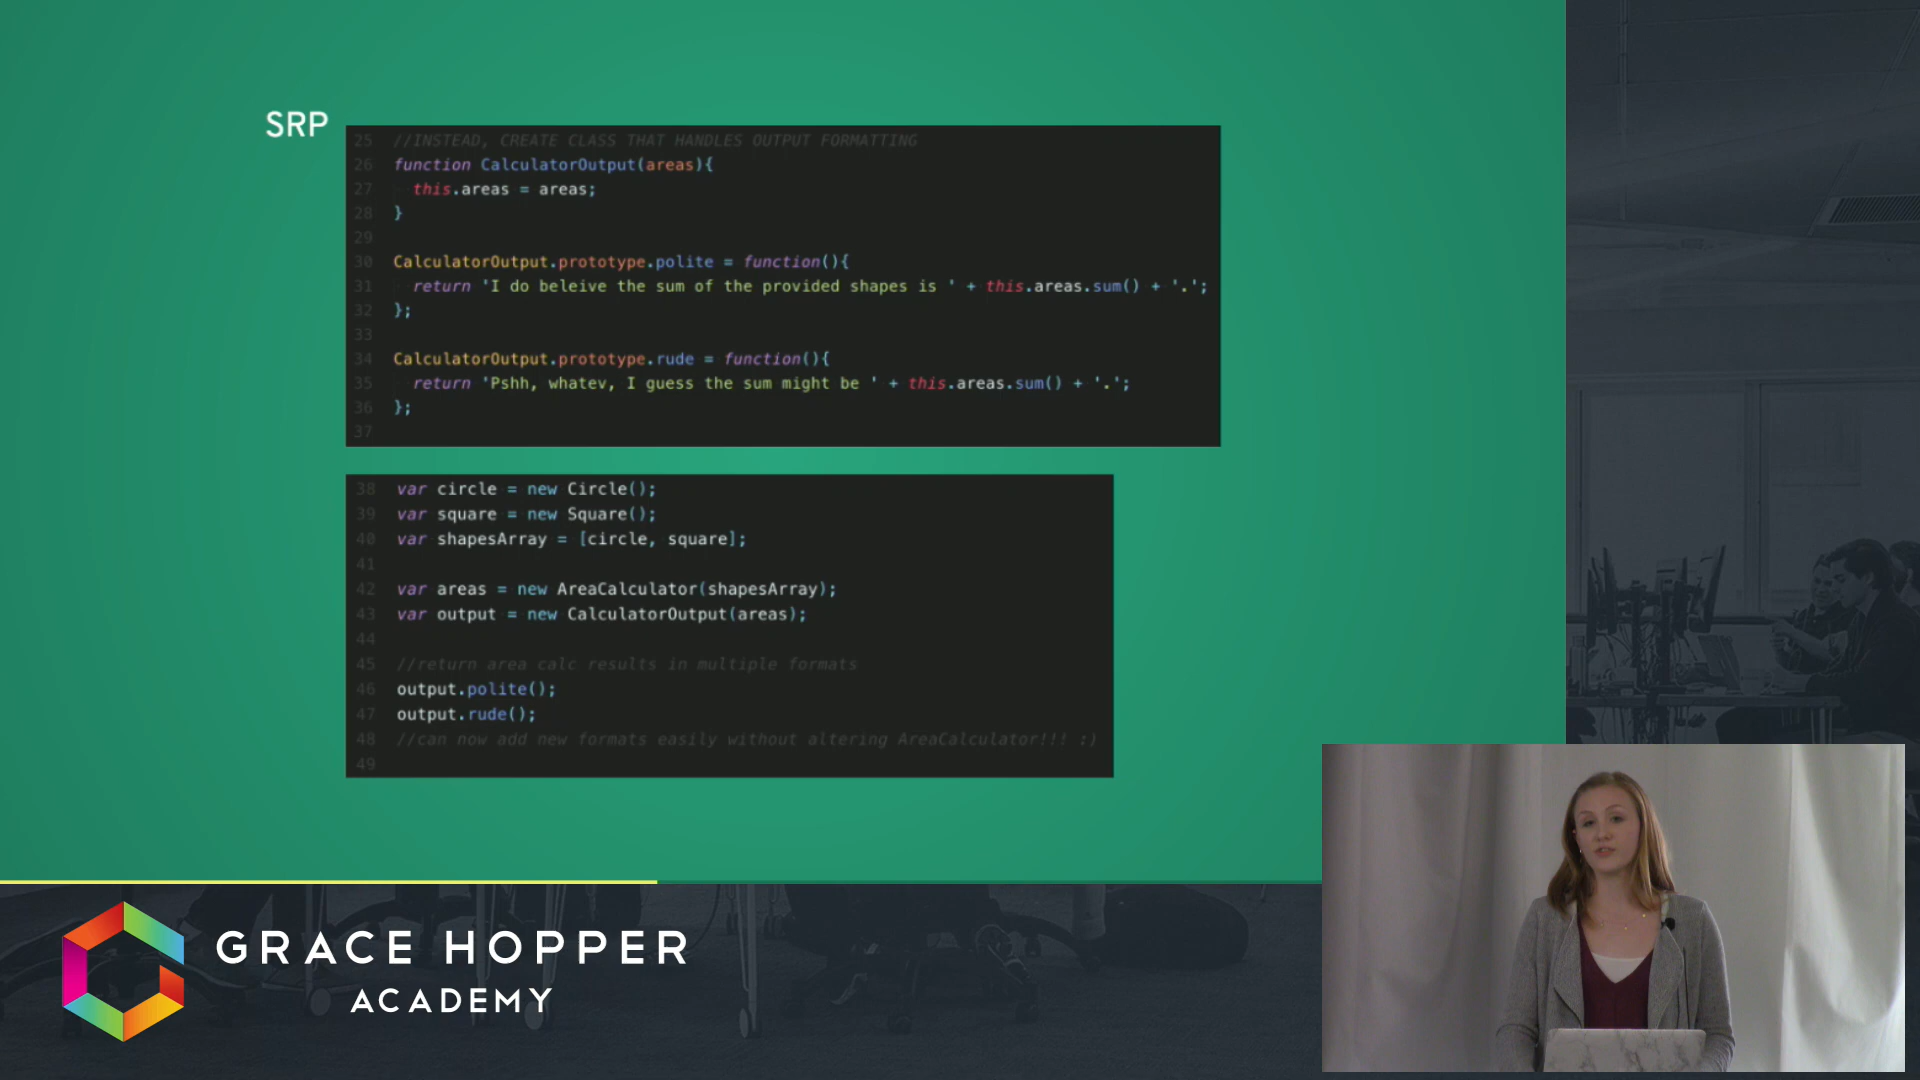 SRP
25 //INSTEAD, CREATE CLASS THAT HANDLES OUTPUT FORMATTING
26 function CalculatorOutput(areas){
27 this.areas = areas;
28 }
29
30 CalculatorOutput.prototype.polite = function(){
31 return 'I do beleive the sum of the provided shapes is ' + this.areas.sum() + '.';
32 };
33
34 CalculatorOutput.prototype.rude = function(){
35 return 'Pshh, whatev, I guess the sum might be ' + this.areas.sum() + '.';
36 };
37
38 var circle = new Circle();
39 var square = new Square();
40 var shapesArray = [circle, square];
41
42 var areas = new AreaCalculator(shapesArray);
43 var output = new CalculatorOutput(areas);
44
45 //return area calc results in multiple formats
46 output.polite();
47 output.rude();
48 //can now add new formats easily without altering AreaCalculator!!! :)
49
GRACE HOPPER
ACADEMY